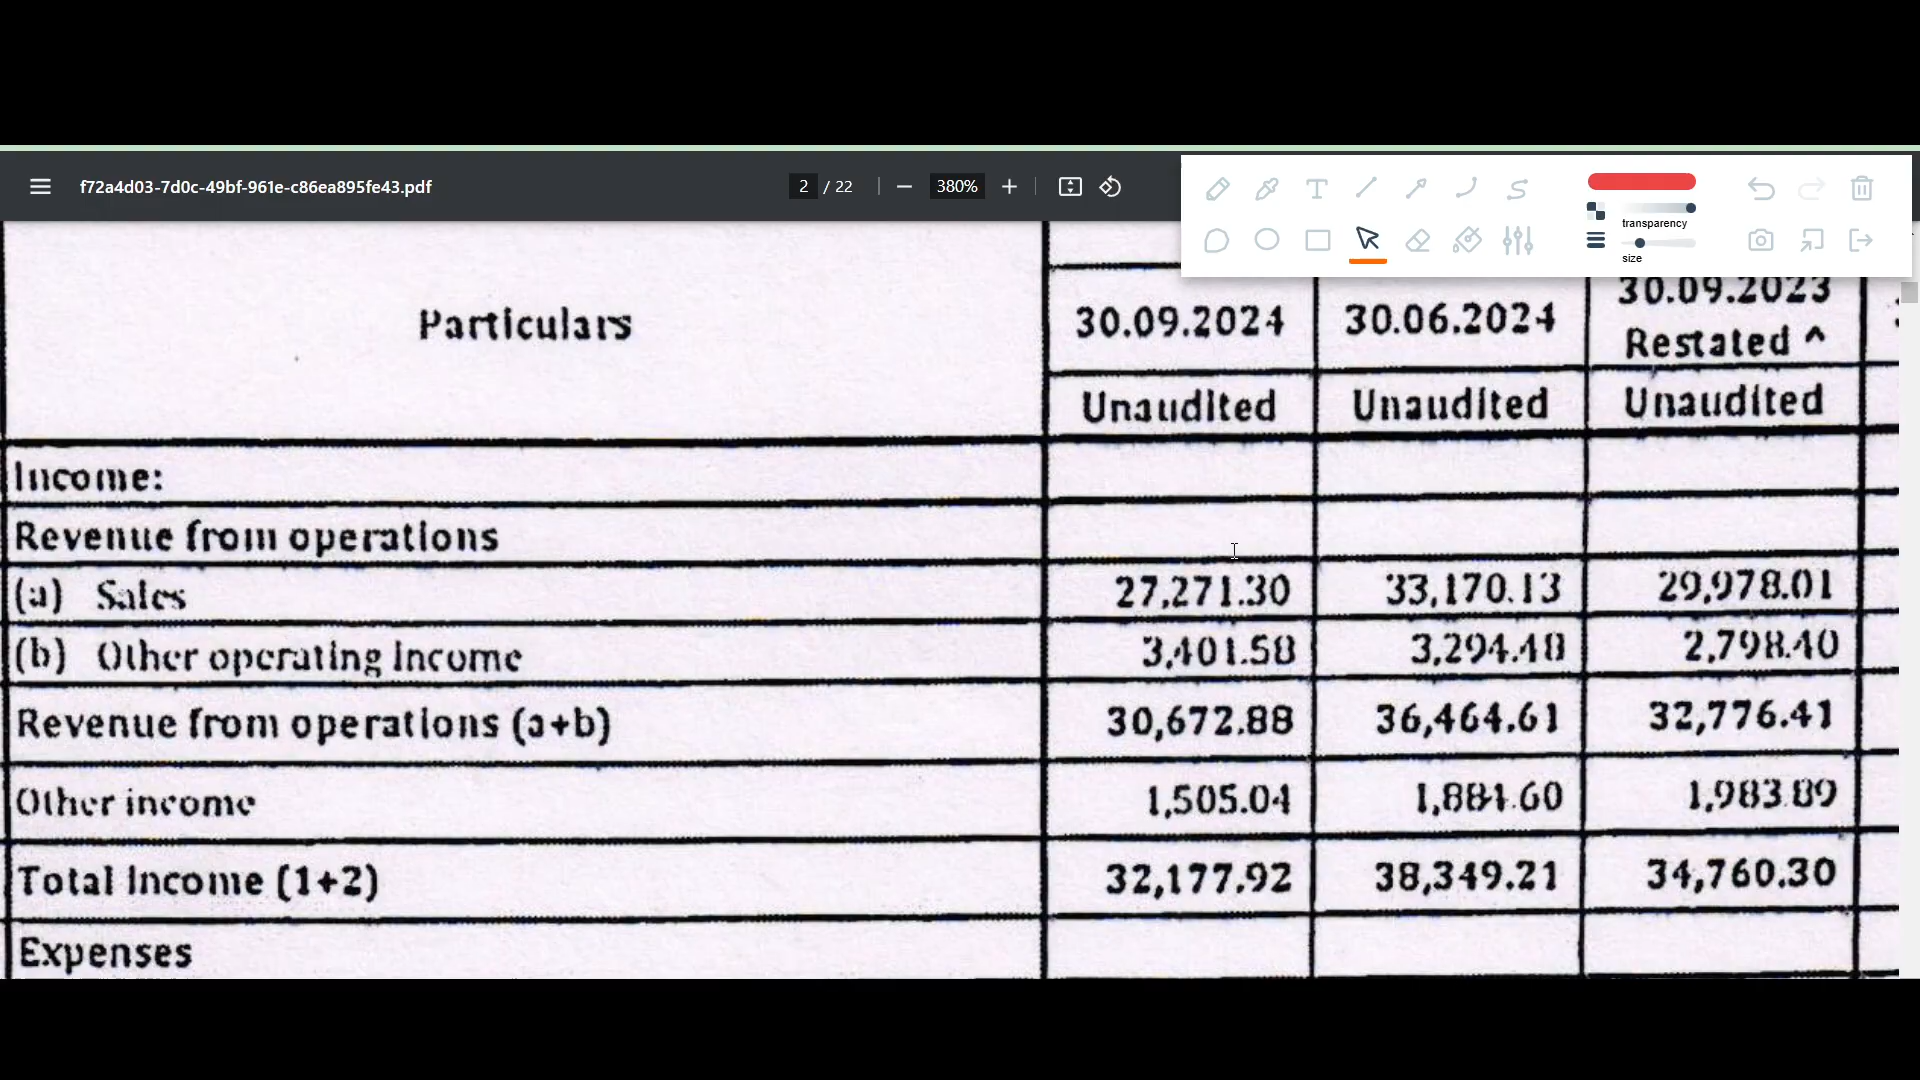 f72a4d03-7d0c-49bf-961e-c86ea895fe43.pdf
2 / 22
380%
transparency
size
Particulars
30.09.2024 30.06.2024 30.09.2023
Restated ^
Unaudited Unaudited Unaudited
Income:
Revenue from operations
(a) Sales 27,271.30 33,170.13 29,978.01
(b) Other operating income 3,401.58 3,294.48 2,798.40
Revenue from operations (a+b) 30,672.88 36,464.61 32,776.41
Other income 1,505.04 1,884.60 1,983.89
Total Income (1+2) 32,177.92 38,349.21 34,760.30
Expenses